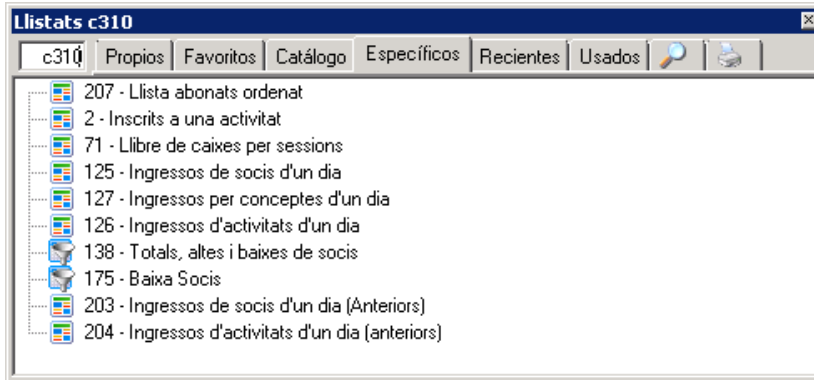 Llistats c310
c310 Propios Favoritos Catálogo Específicos Recientes Usados
207 - Llista abonats ordenat
2 - Inscrits a una activitat
71 - Llibre de caixes per sessions
125 - Ingressos de socis d'un dia
127 - Ingressos per conceptes d'un dia
126 - Ingressos d'activitats d'un dia
138 - Totals, altes i baixes de socis
175 - Baixa Socis
203 - Ingressos de socis d'un dia (Anteriors)
204 - Ingressos d'activitats d'un dia (anteriors)